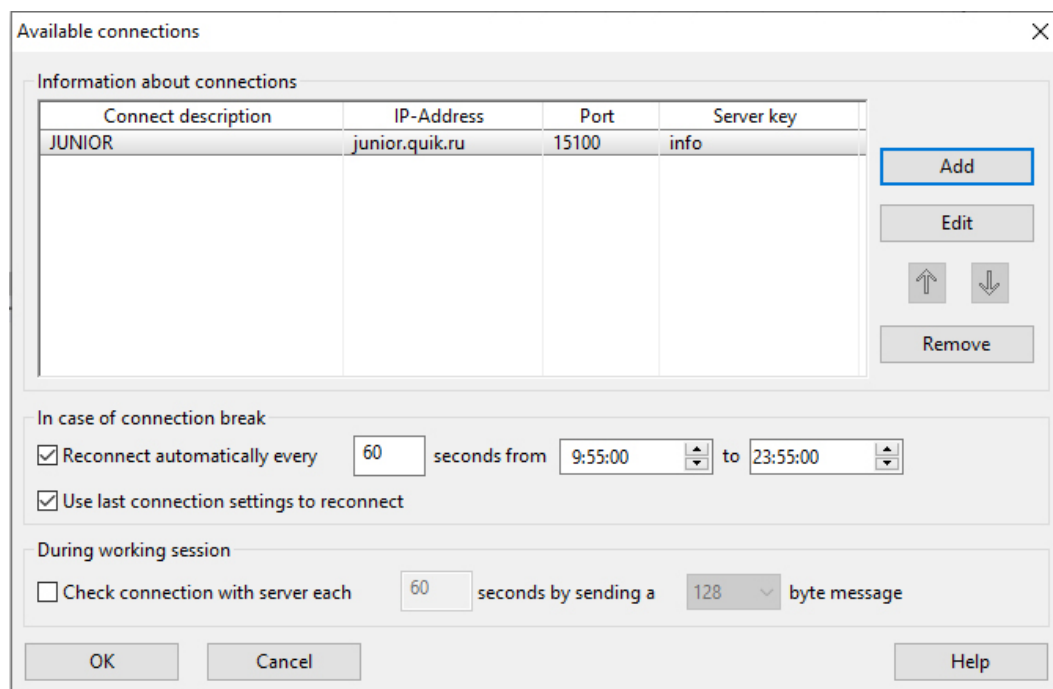 Available connections
Information about connections
Connect description IP-Address Port Server key
JUNIOR junior.quik.ru 15100 info
Add
Edit
Remove
In case of connection break
Reconnect automatically every 60 seconds from 9:55:00 to 23:55:00
Use last connection settings to reconnect
During working session
Check connection with server each 60 seconds by sending a 128 byte message
OK Cancel Help